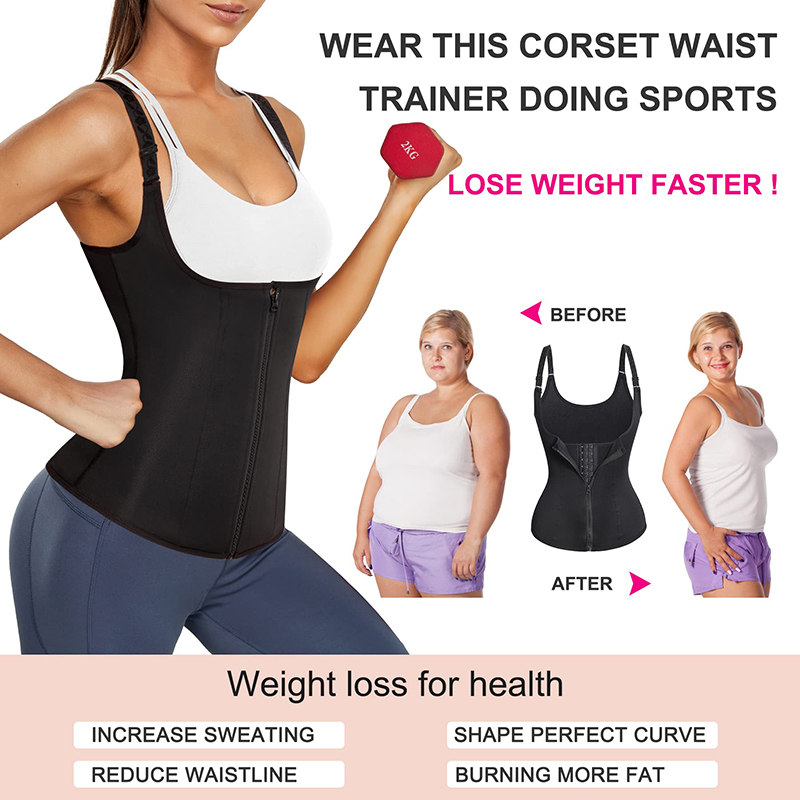 WEAR THIS CORSET WAIST
TRAINER DOING SPORTS
2KG
LOSE WEIGHT FASTER !
BEFORE
AFTER
Weight loss for health
INCREASE SWEATING
SHAPE PERFECT CURVE
REDUCE WAISTLINE
BURNING MORE FAT